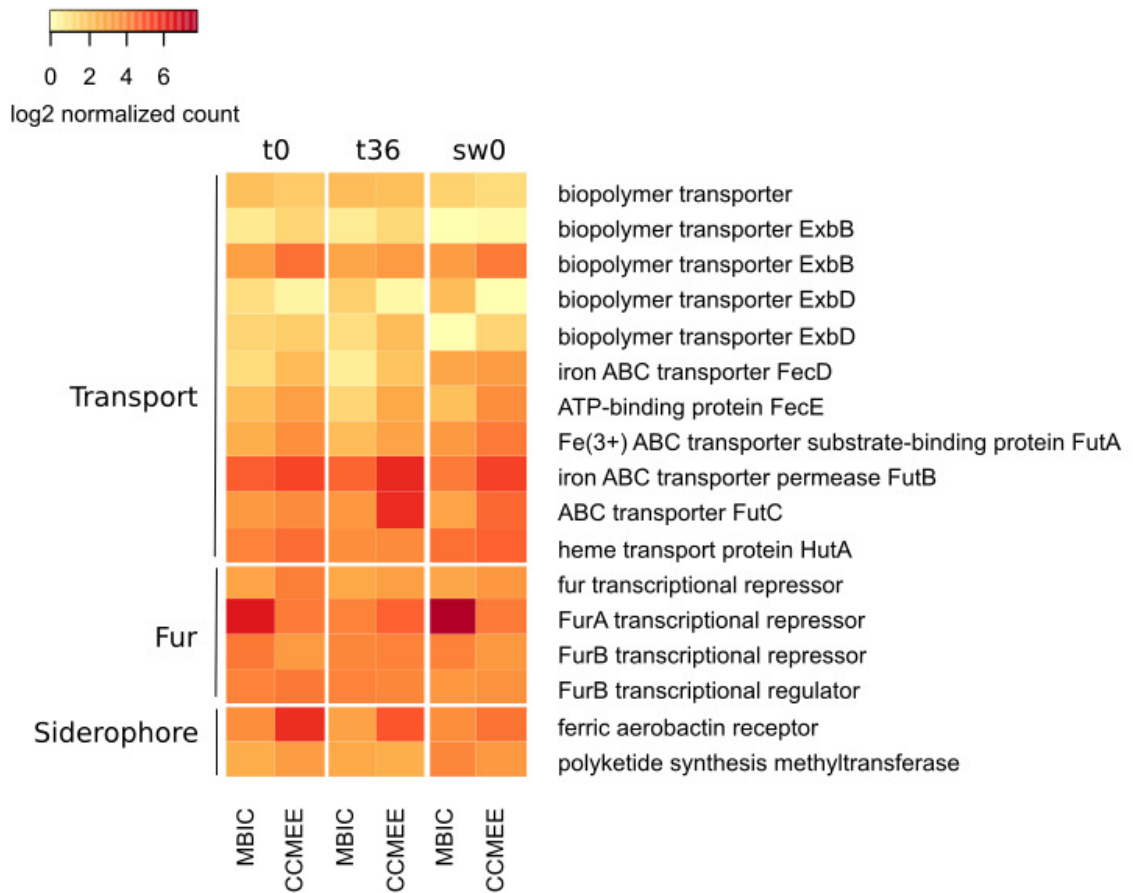 0 2 4 6
log2 normalized count
t0 t36 sw0
biopolymer transporter
biopolymer transporter ExbB
biopolymer transporter ExbB
biopolymer transporter ExbD
biopolymer transporter ExbD
iron ABC transporter FecD
Transport
ATP-binding protein FecE
Fe(3+) ABC transporter substrate-binding protein FutA
iron ABC transporter permease FutB
ABC transporter FutC
heme transport protein HutA
fur transcriptional repressor
FurA transcriptional repressor
Fur
FurB transcriptional repressor
FurB transcriptional regulator
Siderophore
ferric aerobactin receptor
polyketide synthesis methyltransferase
MBIC
CCMEE
MBIC
CCMEE
MBIC
CCMEE